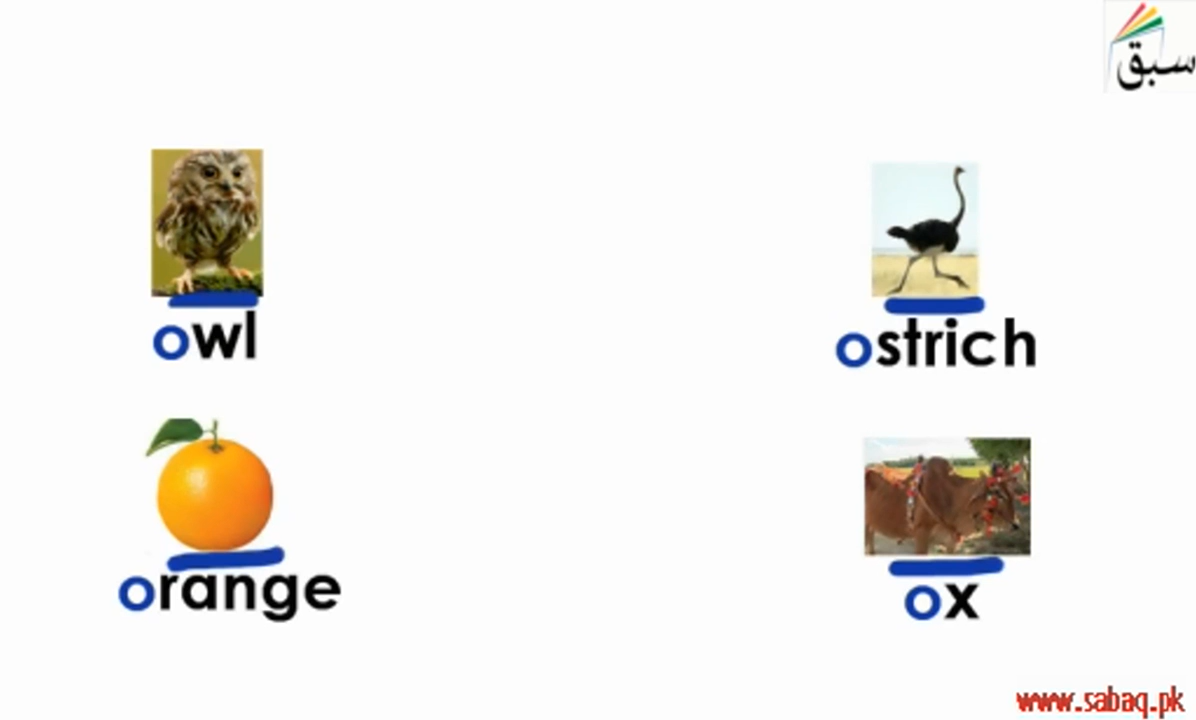 سبق
owl
ostrich
orange
ox
www.sabaq.pk